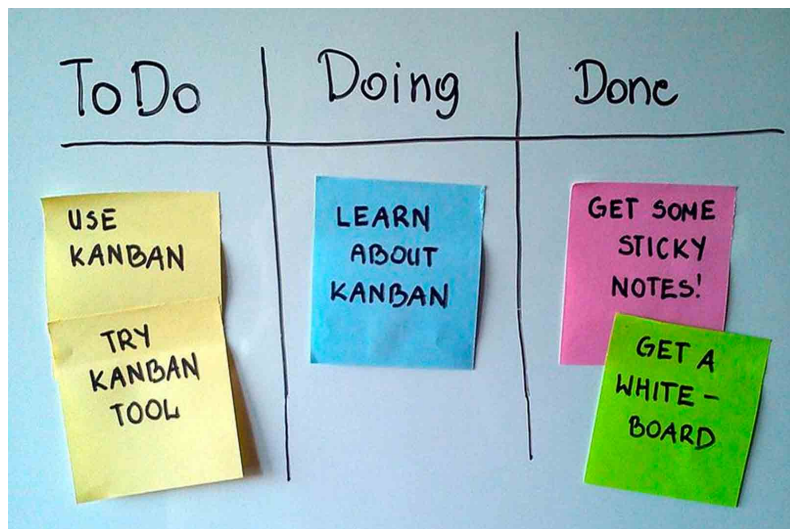 To Do
Doing
Done
USE
KANBAN
TRY
KANBAN
TOOL
LEARN
ABOUT
KANBAN
GET SOME
STICKY
NOTES!
GET A
WHITE-
BOARD